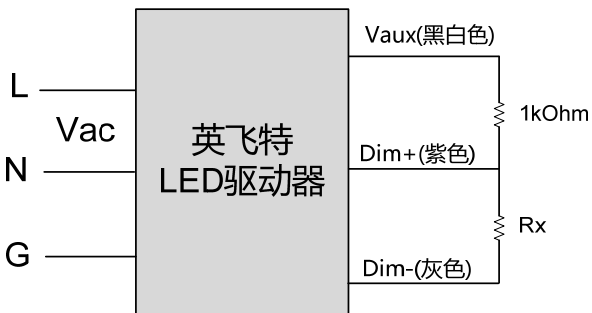 Vaux(黑白色)
L
1kOhm
Vac
英飞特
LED驱动器
Dim+(紫色)
N
Rx
G
Dim-(灰色)